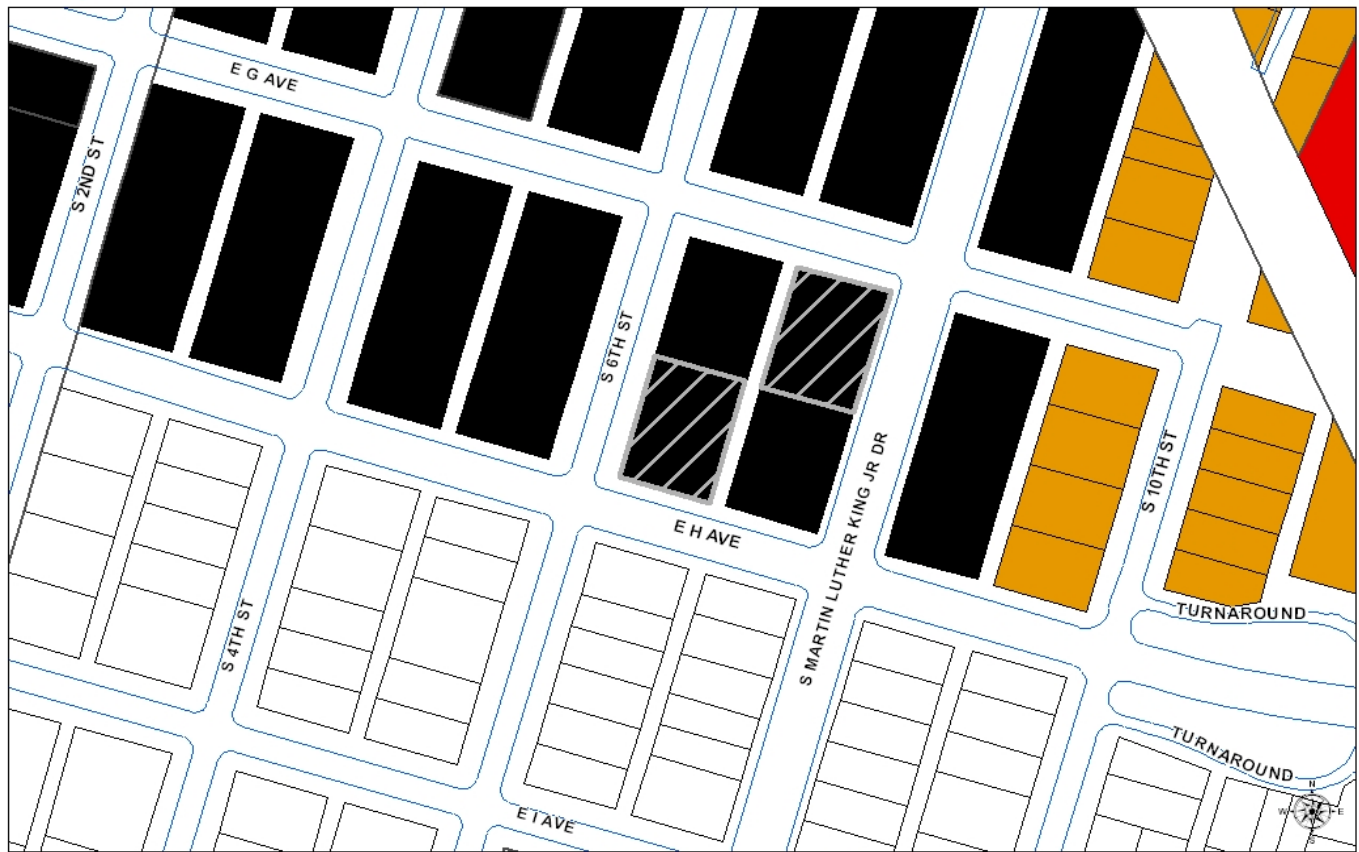 E G AVE
S 2ND ST
S 6TH ST
S MARTIN LUTHER KING JR DR
S 10TH ST
E H AVE
TURNAROUND
S 4TH ST
TURNAROUND
N
W E
S
E I AVE